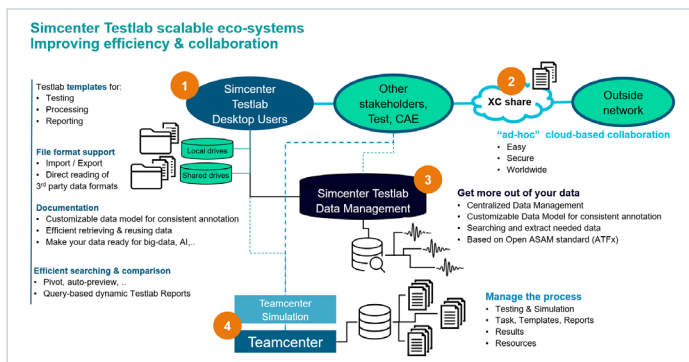 Simcenter Testlab scalable eco-systems
Improving efficiency & collaboration
Testlab templates for:
• Testing
• Processing
• Reporting
File format support
• Import / Export
• Direct reading of
3rd party data formats
Documentation
• Customizable data model for consistent annotation
• Efficient retrieving & reusing data
• Make your data ready for big-data, AI,..
Efficient searching & comparison
• Pivot, auto-preview, ..
• Query-based dynamic Testlab Reports
1
Simcenter
Testlab
Desktop Users
Local drives
Shared drives
Other
stakeholders,
Test, CAE
2
XC share
Outside
network
"ad-hoc" cloud-based collaboration
• Easy
• Secure
• Worldwide
3
Simcenter Testlab
Data Management
Get more out of your data
• Centralized Data Management
• Customizable Data Model for consistent annotation
• Searching and extract needed data
• Based on Open ASAM standard (ATFx)
4
Teamcenter
Simulation
Teamcenter
Manage the process
• Testing & Simulation
• Task, Templates, Reports
• Results
• Resources